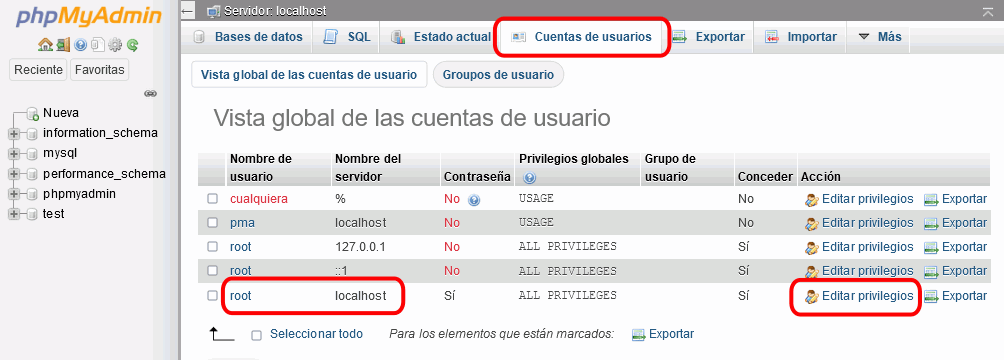 phpMyAdmin
Reciente Favoritas
Nueva
information_schema
mysql
performance_schema
phpmyadmin
test
Servidor: localhost
Bases de datos SQL Estado actual Cuentas de usuarios Exportar Importar Más
Vista global de las cuentas de usuario Groupos de usuario
Vista global de las cuentas de usuario
Nombre de usuario Nombre del servidor Contraseña Privilegios globales Grupo de usuario Conceder Acción
cualquiera % No USAGE No Editar privilegios Exportar
pma localhost No USAGE No Editar privilegios Exportar
root 127.0.0.1 No ALL PRIVILEGES Sí Editar privilegios Exportar
root ::1 No ALL PRIVILEGES Sí Editar privilegios Exportar
root localhost Sí ALL PRIVILEGES Sí Editar privilegios Exportar
Seleccionar todo Para los elementos que están marcados: Exportar